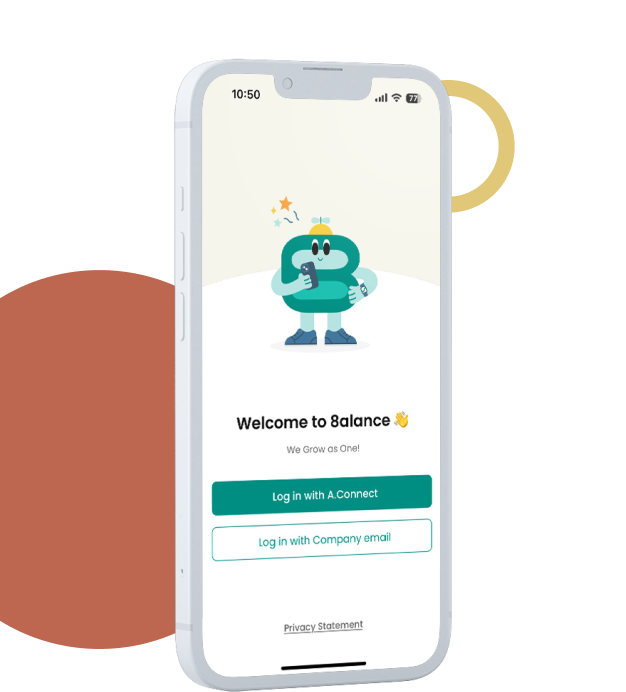 10:50
77
Welcome to 8alance 👋
We Grow as One!
Log in with A.Connect
Log in with Company email
Privacy Statement